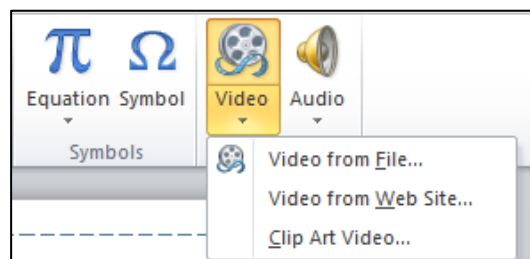 π Ω
Equation Symbol Video Audio
Symbols
Video from File...
Video from Web Site...
Clip Art Video...